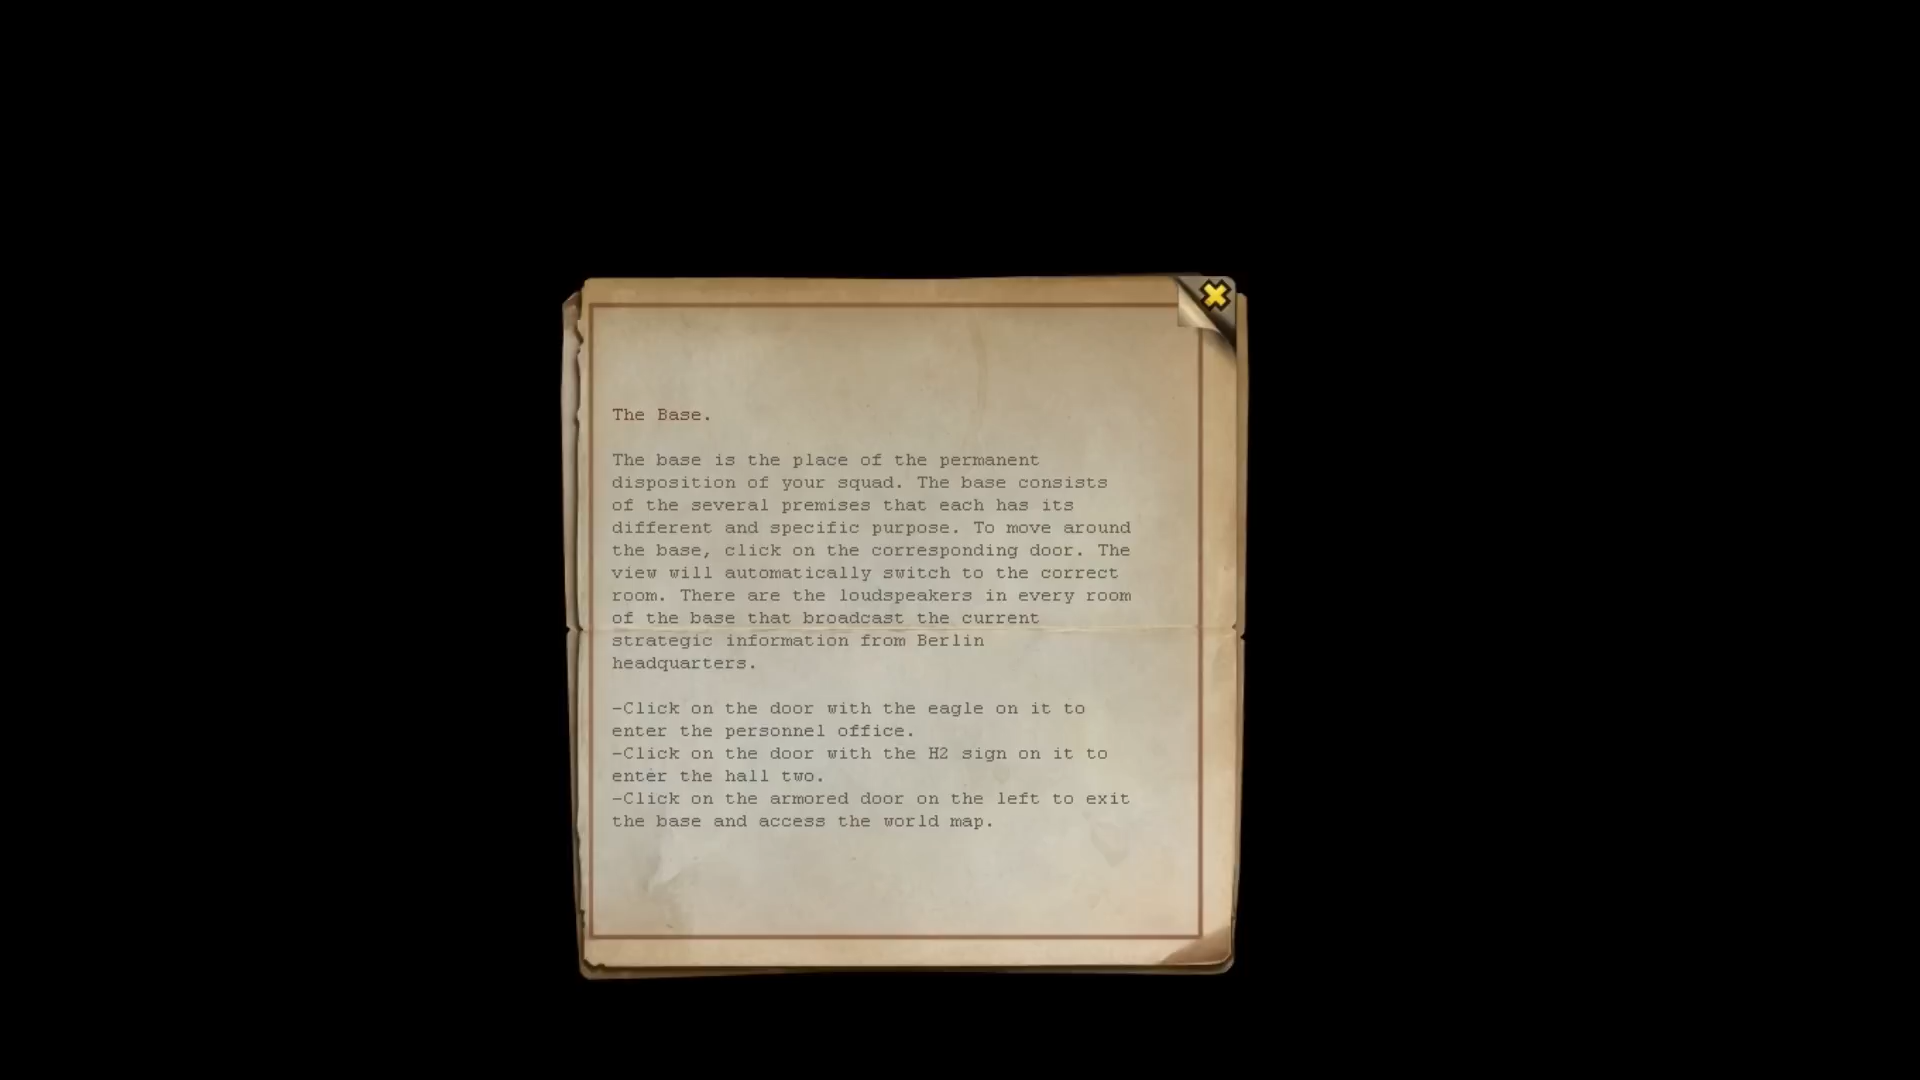 The Base.
The base is the place of the permanent
disposition of your squad. The base consists
of the several premises that each has its
different and specific purpose. To move around
the base, click on the corresponding door. The
view will automatically switch to the correct
room. There are the loudspeakers in every room
of the base that broadcast the current
strategic information from Berlin
headquarters.
-Click on the door with the eagle on it to
enter the personnel office.
-Click on the door with the H2 sign on it to
enter the hall two.
-Click on the armored door on the left to exit
the base and access the world map.